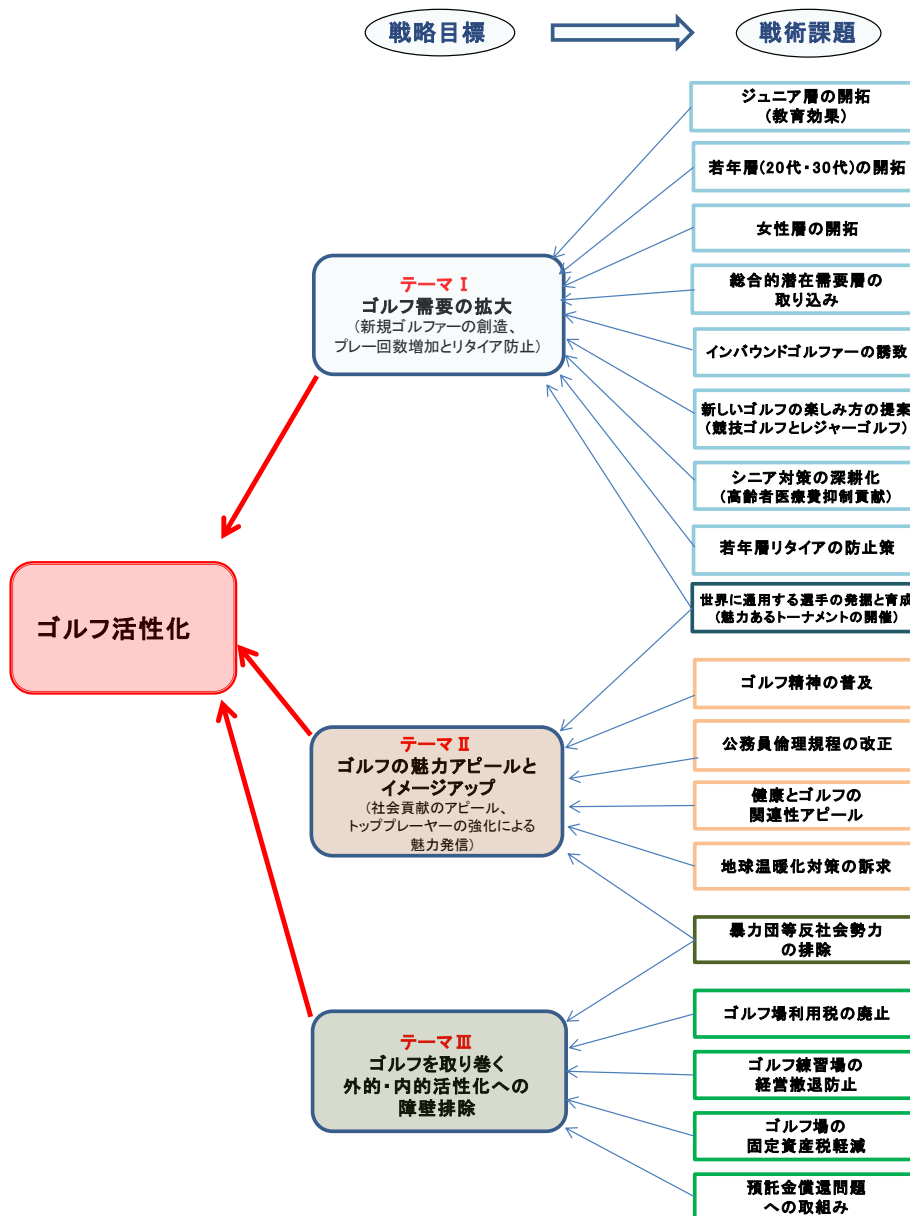 戦略目標
戦術課題
ジュニア層の開拓
(教育効果)
若年層(20代・30代)の開拓
女性層の開拓
総合的潜在需要層の
取り込み
インバウンドゴルファーの誘致
新しいゴルフの楽しみ方の提案
(競技ゴルフとレジャーゴルフ)
シニア対策の深耕化
(高齢者医療費抑制貢献)
若年層リタイアの防止策
世界に通用する選手の発掘と育成
(魅力あるトーナメントの開催)
ゴルフ精神の普及
公務員倫理規程の改正
健康とゴルフの
関連性アピール
地球温暖化対策の訴求
暴力団等反社会勢力
の排除
ゴルフ場利用税の廃止
ゴルフ練習場の
経営撤退防止
ゴルフ場の
固定資産税軽減
預託金償還問題
への取組み
テーマⅠ
ゴルフ需要の拡大
(新規ゴルファーの創造、
プレー回数増加とリタイア防止)
テーマⅡ
ゴルフの魅力アピールと
イメージアップ
(社会貢献のアピール、
トッププレーヤーの強化による
魅力発信)
テーマⅢ
ゴルフを取り巻く
外的・内的活性化への
障壁排除
ゴルフ活性化